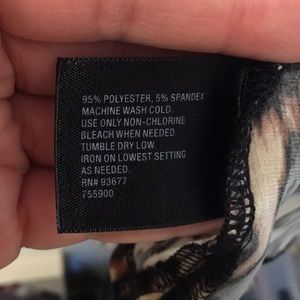 95% POLYESTER, 5% SPANDEX
MACHINE WASH COLD.
USE ONLY NON-CHLORINE
BLEACH WHEN NEEDED.
TUMBLE DRY LOW.
IRON ON LOWEST SETTING
AS NEEDED.
RN# 93677
755900